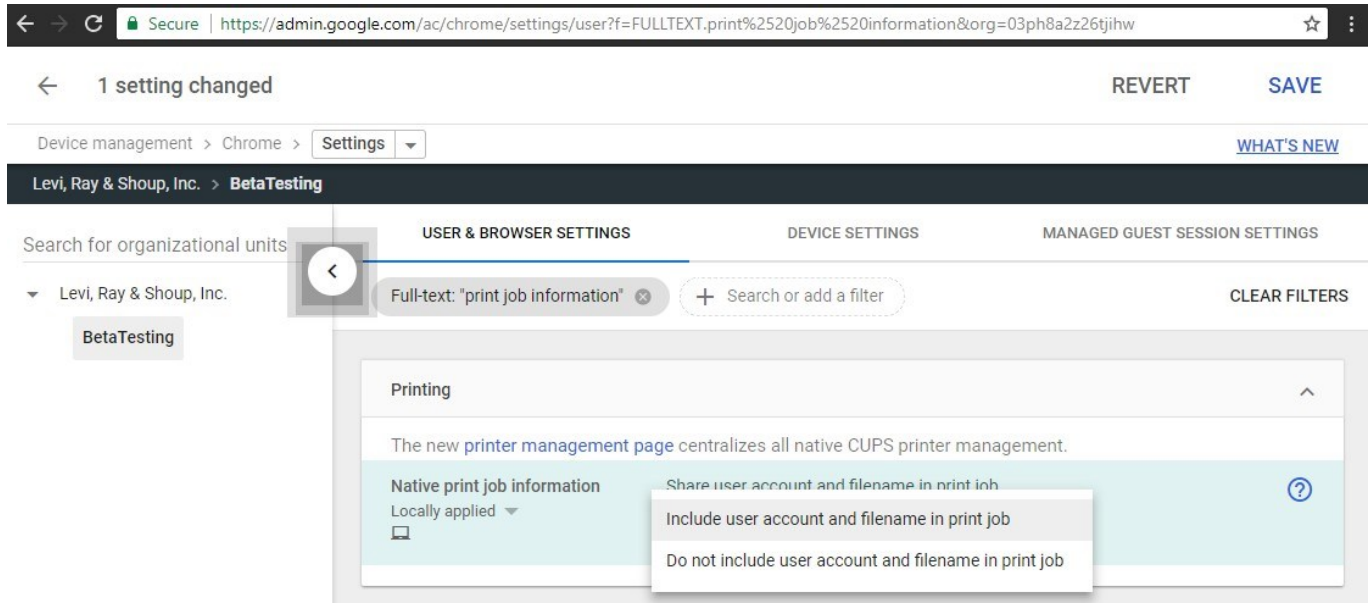 Secure | https://admin.google.com/ac/chrome/settings/user?f=FULLTEXT.print%2520job%2520information&org=03ph8a2z26tjihw
1 setting changed
REVERT
SAVE
Device management > Chrome > Settings
WHAT'S NEW
Levi, Ray & Shoup, Inc. > BetaTesting
Search for organizational units
USER & BROWSER SETTINGS
DEVICE SETTINGS
MANAGED GUEST SESSION SETTINGS
Levi, Ray & Shoup, Inc.
BetaTesting
Full-text: "print job information"
+ Search or add a filter
CLEAR FILTERS
Printing
The new printer management page centralizes all native CUPS printer management.
Native print job information
Share user account and filename in print job
Locally applied
Include user account and filename in print job
Do not include user account and filename in print job